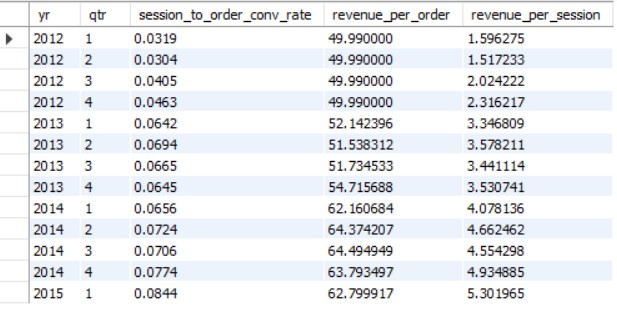 yr qtr session_to_order_conv_rate revenue_per_order revenue_per_session
2012 1 0.0319 49.990000 1.596275
2012 2 0.0304 49.990000 1.517233
2012 3 0.0405 49.990000 2.024222
2012 4 0.0463 49.990000 2.316217
2013 1 0.0642 52.142396 3.346809
2013 2 0.0694 51.538312 3.578211
2013 3 0.0665 51.734533 3.441114
2013 4 0.0645 54.715688 3.530741
2014 1 0.0656 62.160684 4.078136
2014 2 0.0724 64.374207 4.662462
2014 3 0.0706 64.494949 4.554298
2014 4 0.0774 63.793497 4.934885
2015 1 0.0844 62.799917 5.301965